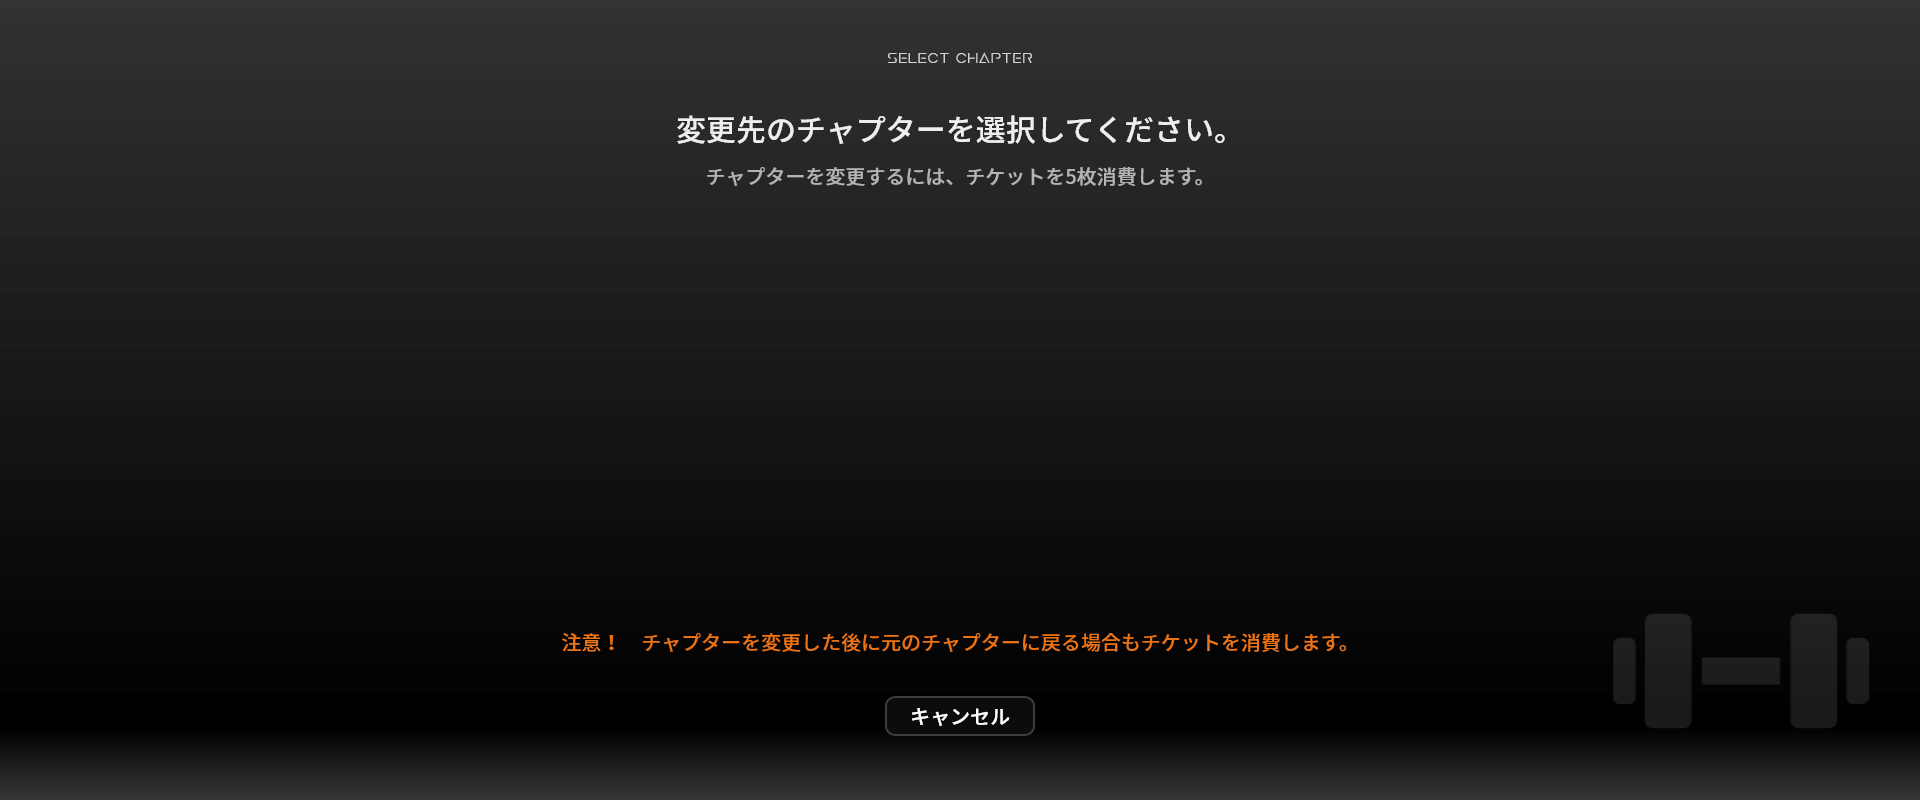 SELECT CHAPTER
変更先のチャプターを選択してください。
チャプターを変更するには、チケットを5枚消費します。
注意！　チャプターを変更した後に元のチャプターに戻る場合もチケットを消費します。
キャンセル